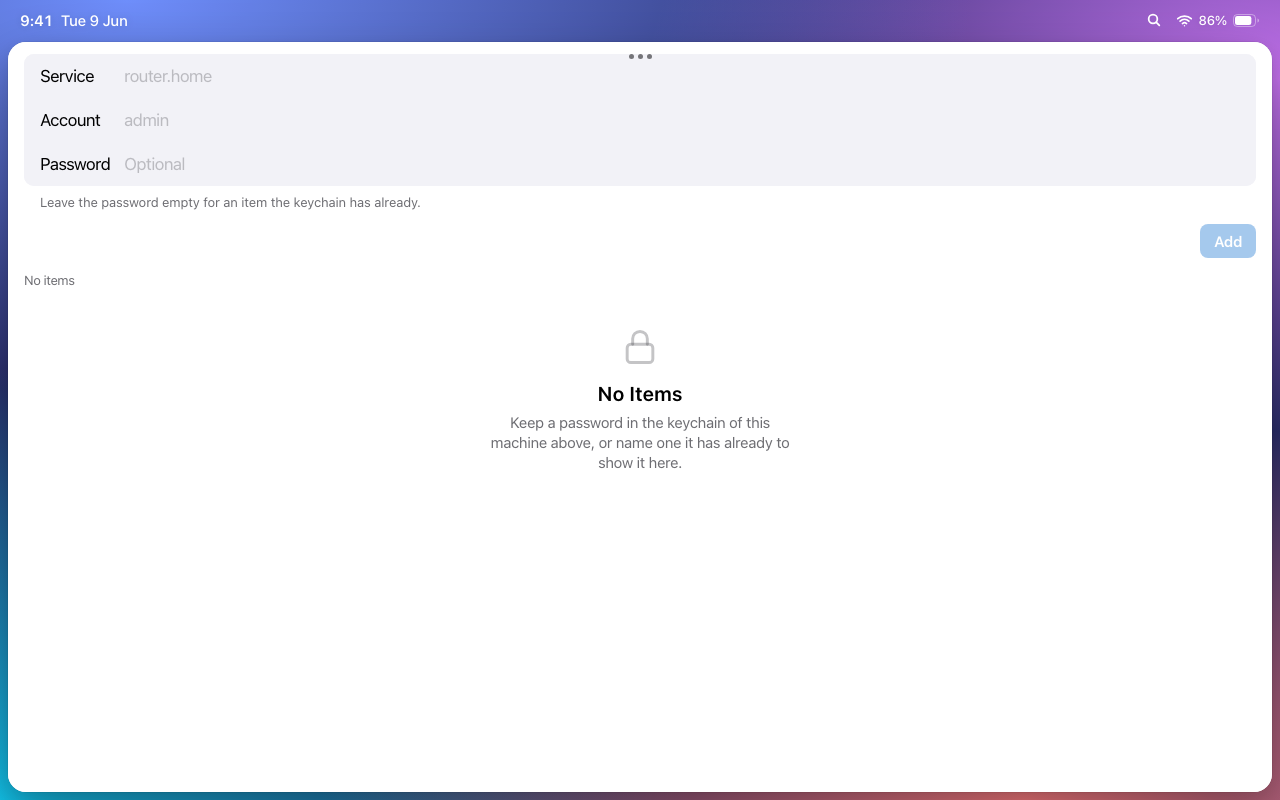 9:41 Tue 9 Jun
86%
Service router.home
Account admin
Password Optional
Leave the password empty for an item the keychain has already.
Add
No items
No Items
Keep a password in the keychain of this
machine above, or name one it has already to
show it here.